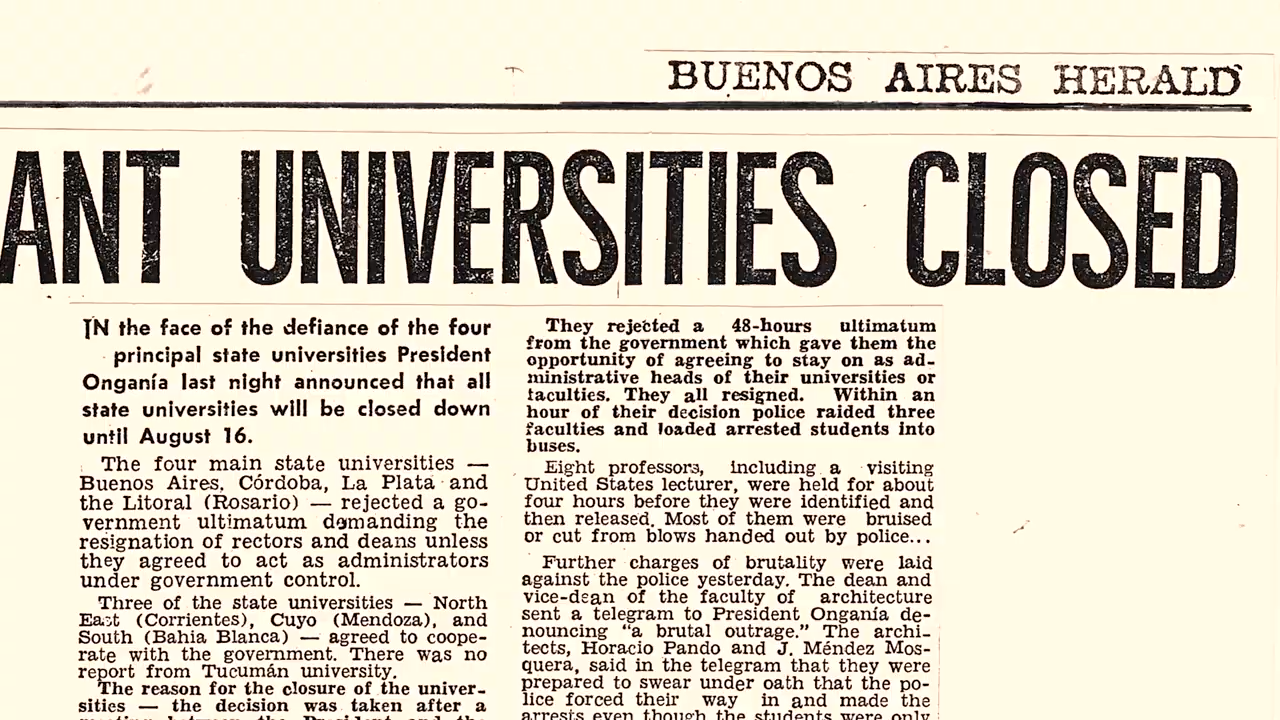 BUENOS AIRES HERALD
ANT UNIVERSITIES CLOSED
IN the face of the defiance of the four
principal state universities President
Onganía last night announced that all
state universities will be closed down
until August 16.
The four main state universities —
Buenos Aires, Córdoba, La Plata and
the Litoral (Rosario) — rejected a go-
vernment ultimatum demanding the
resignation of rectors and deans unless
they agreed to act as administrators
under government control.
Three of the state universities — North
East (Corrientes), Cuyo (Mendoza), and
South (Bahia Blanca) — agreed to coope-
rate with the government. There was no
report from Tucumán university.
The reason for the closure of the univer-
sities — the decision was taken after a
meeting between the President and the
They rejected a 48-hours ultimatum
from the government which gave them the
opportunity of agreeing to stay on as ad-
ministrative heads of their universities or
faculties. They all resigned. Within an
hour of their decision police raided three
faculties and loaded arrested students into
buses.
Eight professors, including a visiting
United States lecturer, were held for about
four hours before they were identified and
then released. Most of them were bruised
or cut from blows handed out by police...
Further charges of brutality were laid
against the police yesterday. The dean and
vice-dean of the faculty of architecture
sent a telegram to President Onganía de-
nouncing "a brutal outrage." The archi-
tects, Horacio Pando and J. Méndez Mos-
quera, said in the telegram that they were
prepared to swear under oath that the po-
lice forced their way in and made the
arrests even though the students were only